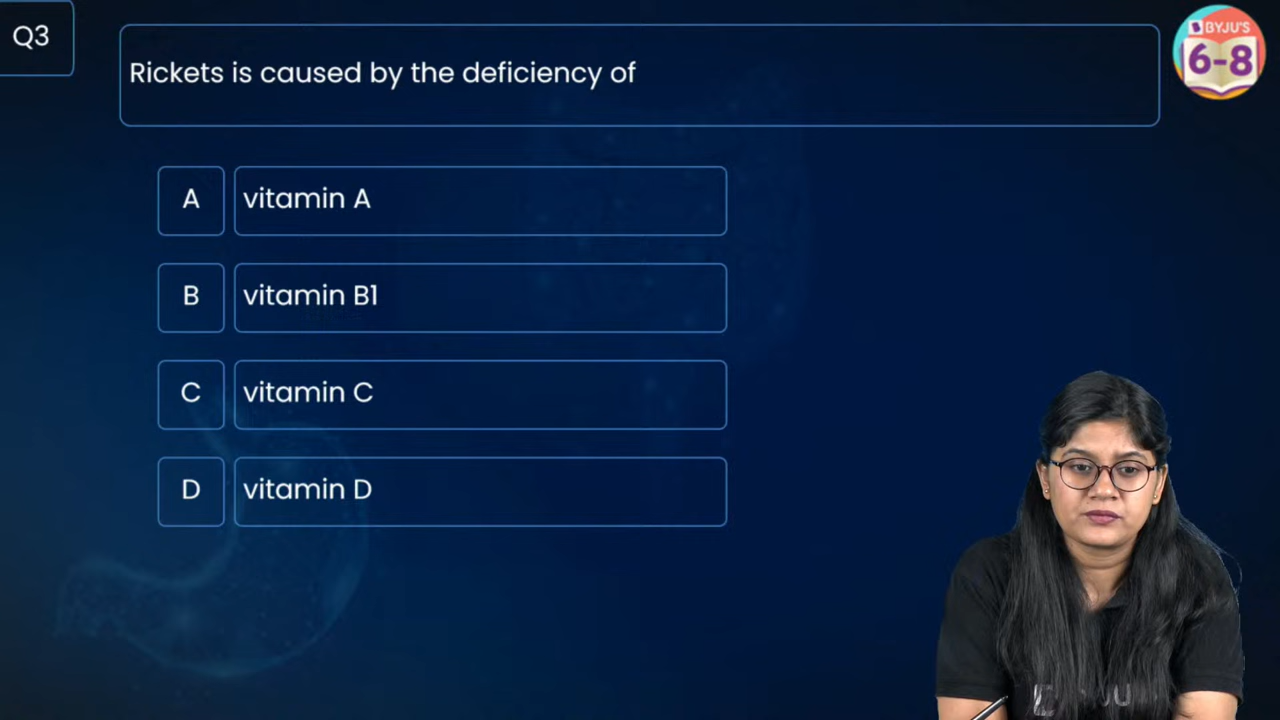 Q3
Rickets is caused by the deficiency of
BYJU'S
6-8
A
vitamin A
B
vitamin B1
C
vitamin C
D
vitamin D